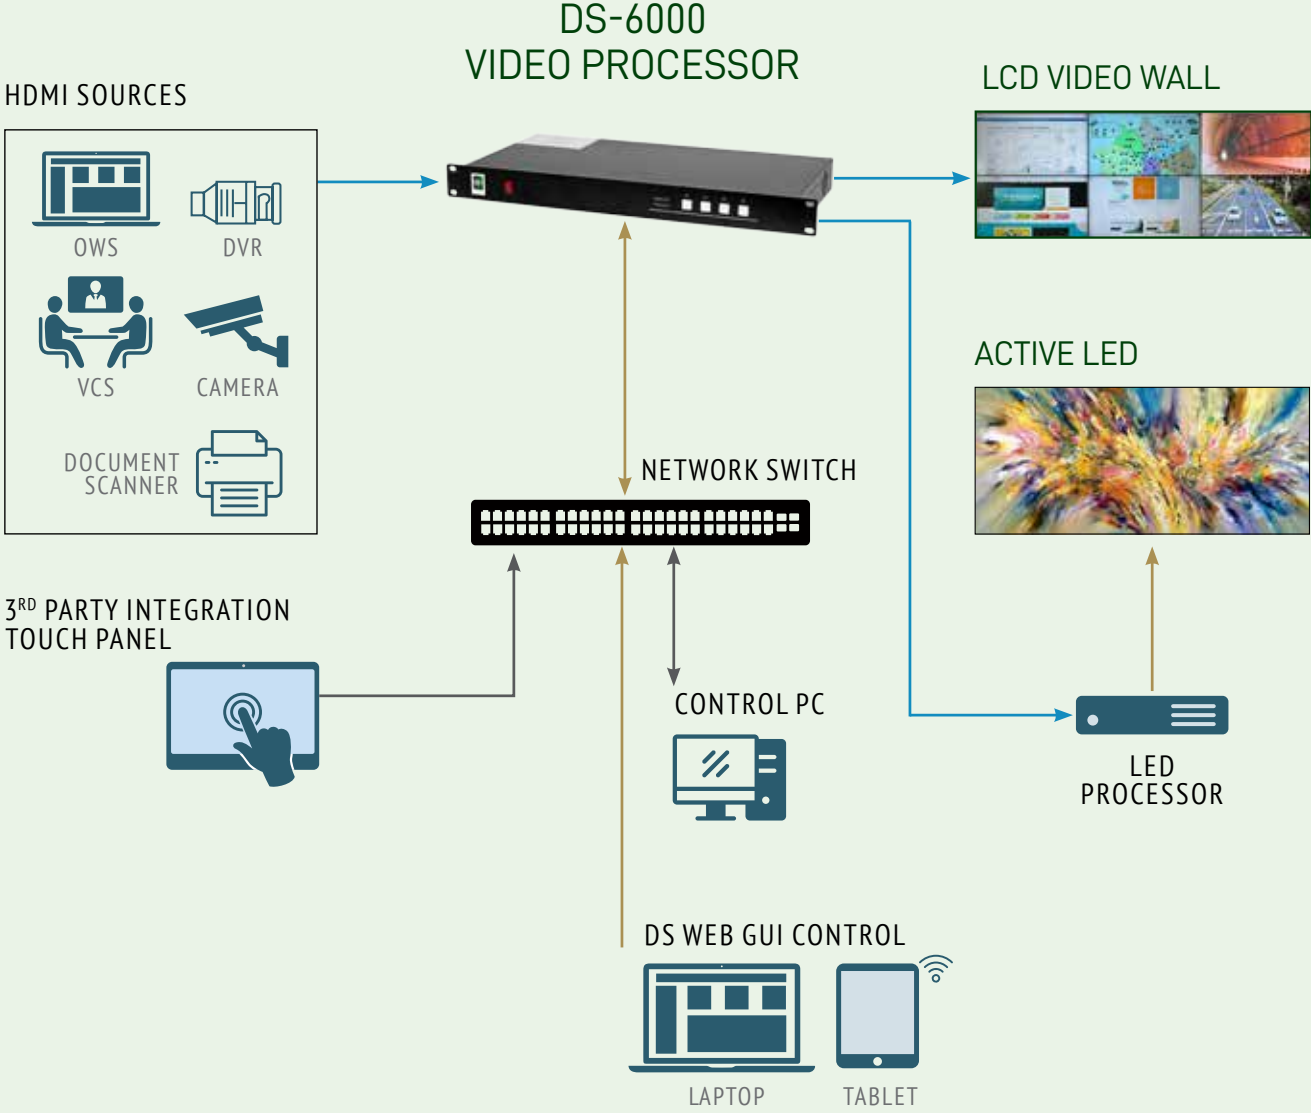 DS-6000
VIDEO PROCESSOR
HDMI SOURCES
LCD VIDEO WALL
OWS
DVR
VCS
CAMERA
DOCUMENT
SCANNER
ACTIVE LED
NETWORK SWITCH
3RD PARTY INTEGRATION
TOUCH PANEL
CONTROL PC
LED
PROCESSOR
DS WEB GUI CONTROL
LAPTOP
TABLET